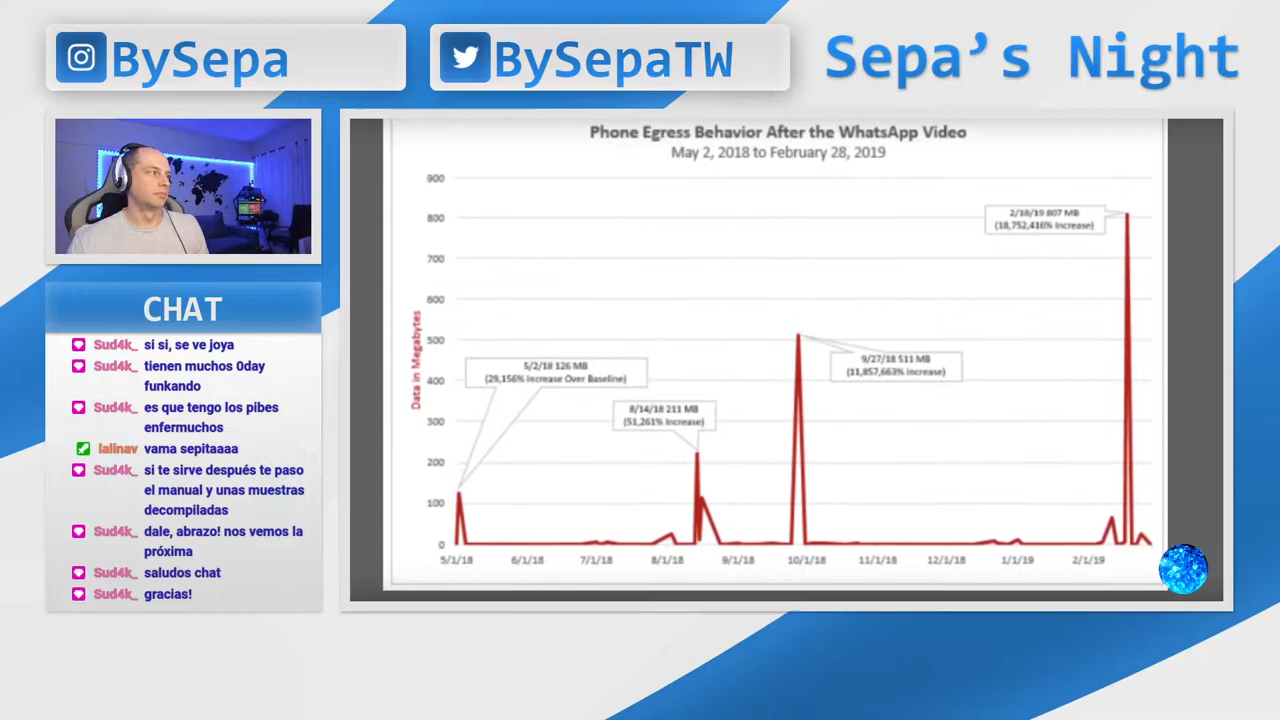 BySepa
BySepaTW
Sepa's Night
CHAT
Sud4k_ si si, se ve joya
Sud4k_ tienen muchos 0day
funkando
Sud4k_ es que tengo los pibes
enfermuchos
lalinav vama sepitaaaa
Sud4k_ si te sirve después te paso
el manual y unas muestras
decompiladas
Sud4k_ dale, abrazo! nos vemos la
próxima
Sud4k_ saludos chat
Sud4k_ gracias!
Phone Egress Behavior After the WhatsApp Video
May 2, 2018 to February 28, 2019
Data in Megabytes
900
800
700
600
500
400
300
200
100
0
5/2/18 126 MB
(29,156% Increase Over Baseline)
8/14/18 211 MB
(51,261% Increase)
9/27/18 511 MB
(11,857,663% Increase)
2/18/19 807 MB
(18,752,416% Increase)
5/1/18 6/1/18 7/1/18 8/1/18 9/1/18 10/1/18 11/1/18 12/1/18 1/1/19 2/1/19